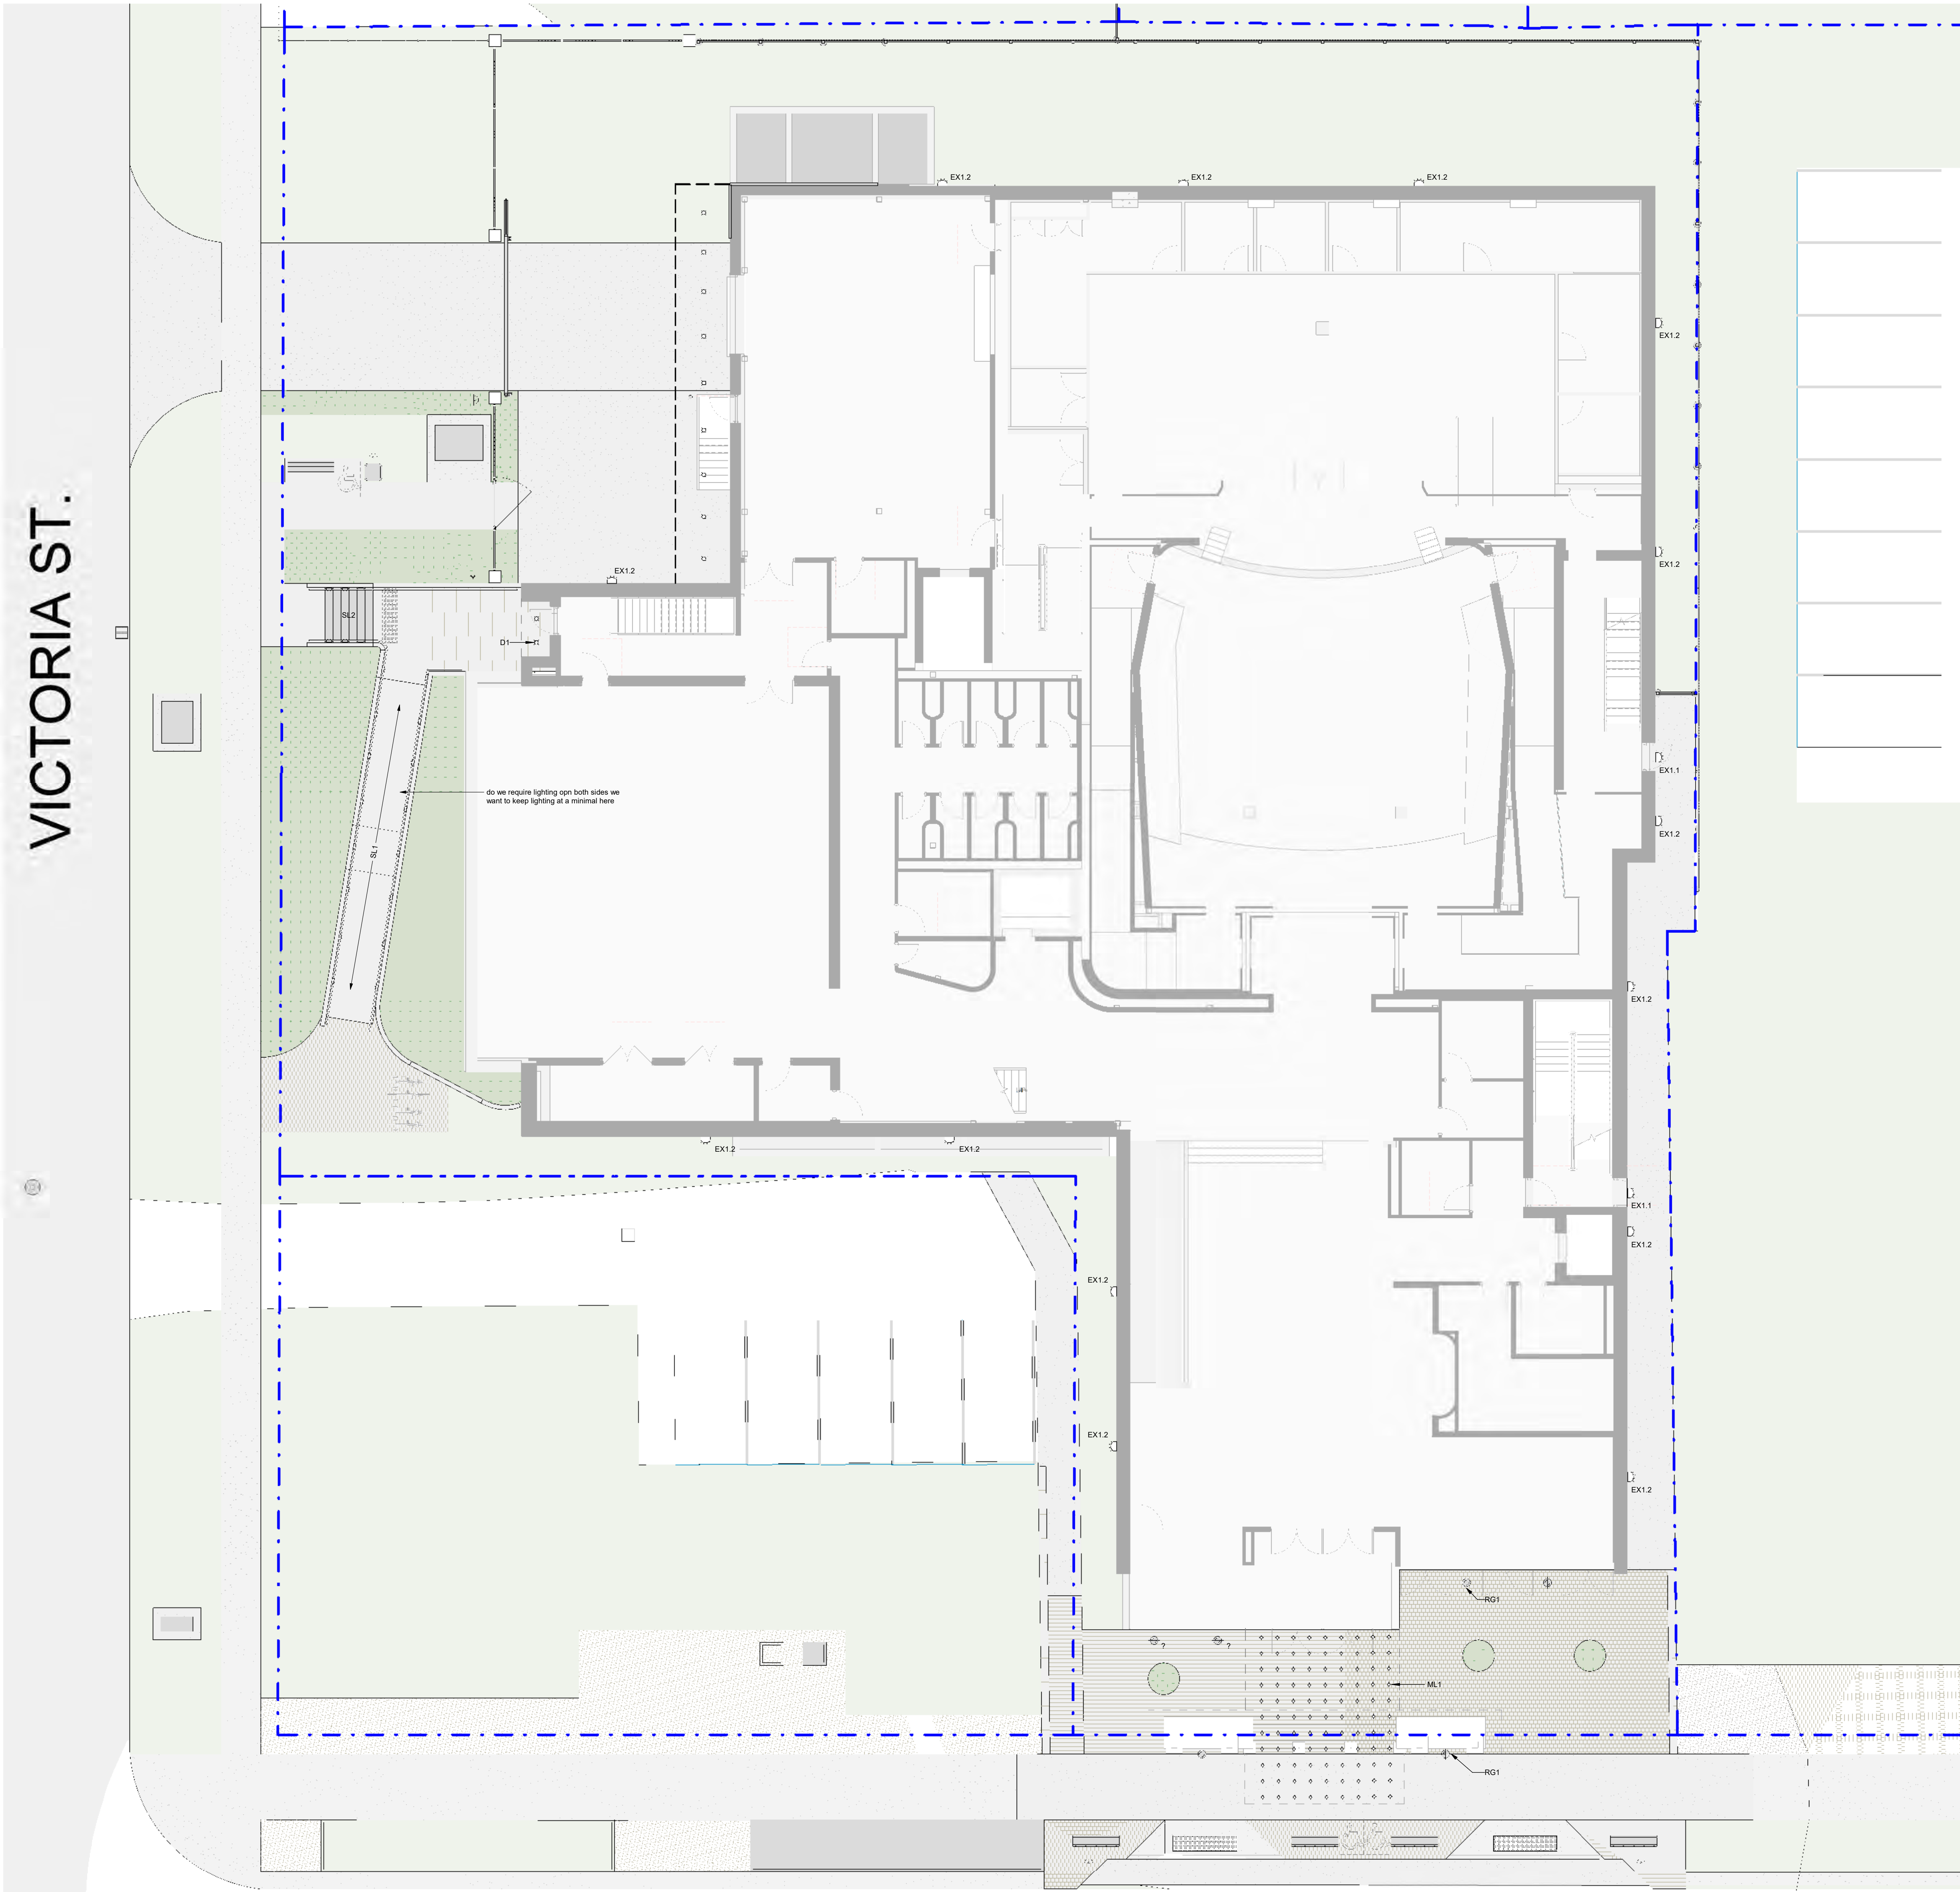 EX1.2
EX1.2
EX1.2
EX1.2
VICTORIA ST.
EX1.2
EX1.2
SL2
D1
EX1.1
do we require lighting opn both sides we
want to keep lighting at a minimal here
EX1.2
SL1
EX1.2
EX1.2
EX1.2
EX1.1
EX1.2
EX1.2
EX1.2
EX1.2
RG1
?
?
ML1
RG1